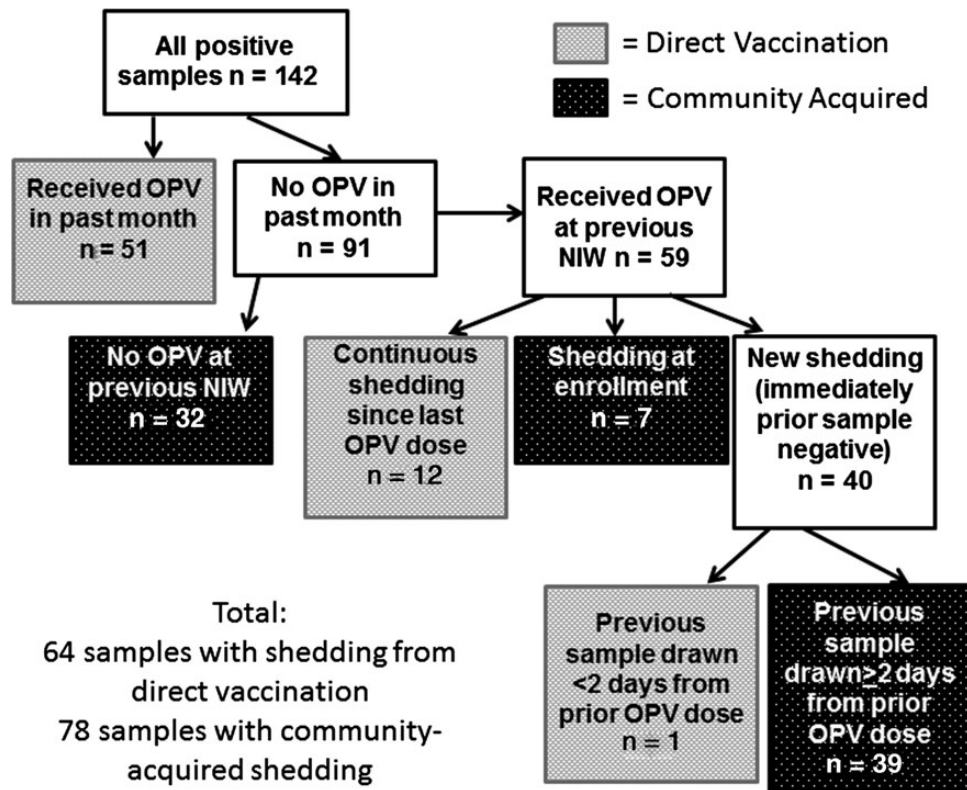 All positive
samples n = 142
= Direct Vaccination
= Community Acquired
Received OPV
in past month
n = 51
No OPV in
past month
n = 91
Received OPV
at previous
NIW n = 59
No OPV at
previous NIW
n = 32
Continuous
shedding
since last
OPV dose
n = 12
Shedding at
enrollment
n = 7
New shedding
(immediately
prior sample
negative)
n = 40
Previous
sample drawn
<2 days from
prior OPV dose
n = 1
Previous
sample
drawn≥2 days
from prior
OPV dose
n = 39
Total:
64 samples with shedding from
direct vaccination
78 samples with community-
acquired shedding